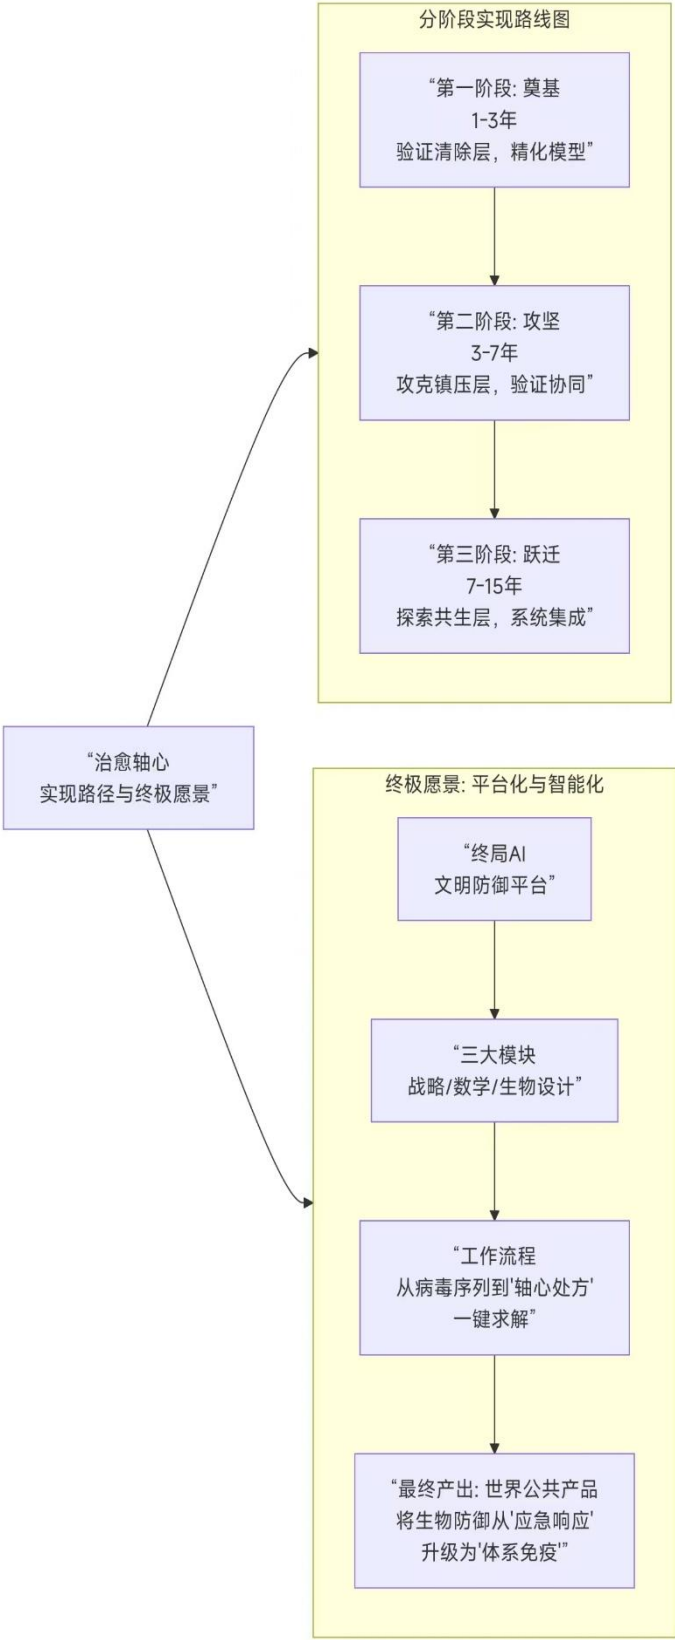 分阶段实现路线图
“第一阶段: 奠基
1-3年
验证清除层，精化模型”
“第二阶段: 攻坚
3-7年
攻克镇压层，验证协同”
“第三阶段: 跃迁
7-15年
探索共生层，系统集成”
“治愈轴心
实现路径与终极愿景”
终极愿景: 平台化与智能化
“终局AI
文明防御平台”
“三大模块
战略/数学/生物设计”
“工作流程
从病毒序列到'轴心处方'
一键求解”
“最终产出: 世界公共产品
将生物防御从'应急响应'
升级为'体系免疫'”